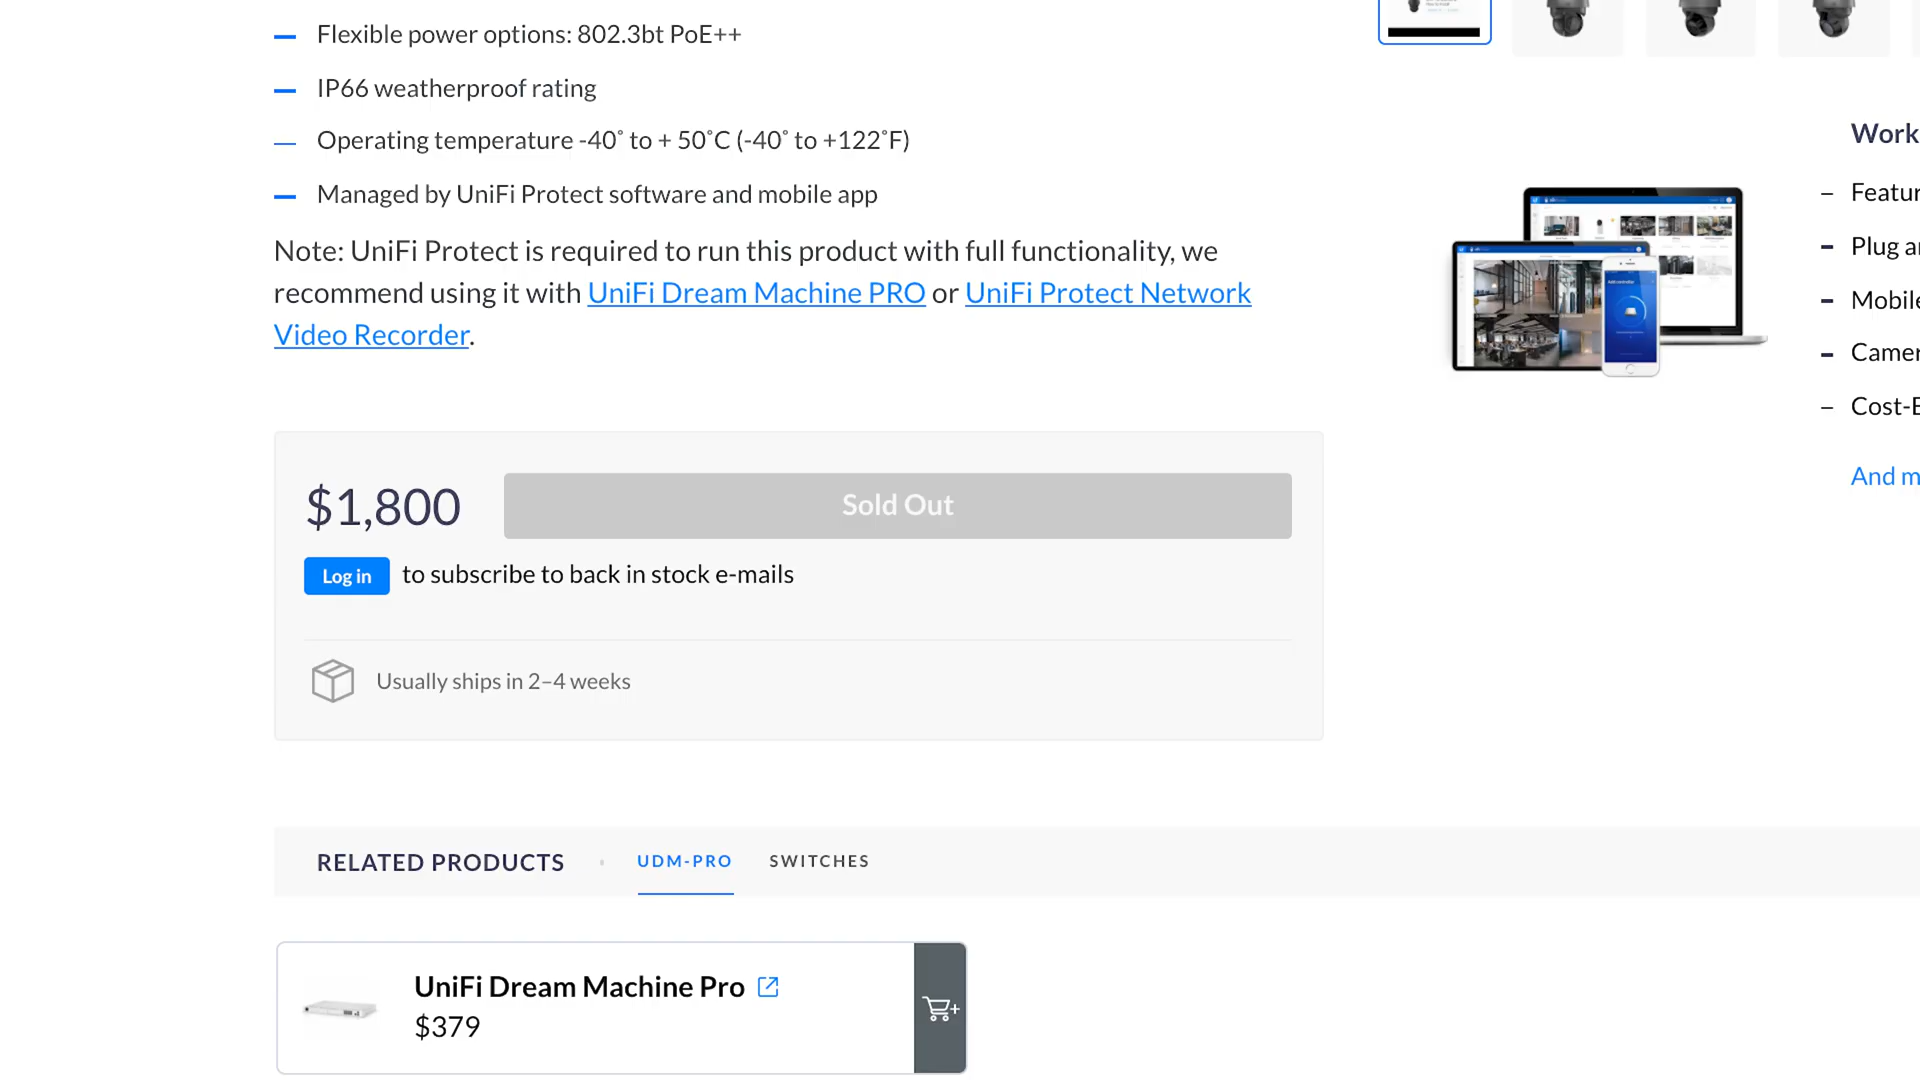 Flexible power options: 802.3bt PoE++
IP66 weatherproof rating
Operating temperature -40˚ to + 50˚C (-40˚ to +122˚F)
Managed by UniFi Protect software and mobile app
Note: UniFi Protect is required to run this product with full functionality, we
recommend using it with UniFi Dream Machine PRO or UniFi Protect Network
Video Recorder.
Work
– Featur
– Plug a
– Mobile
– Camer
– Cost-E
And m
$1,800
Sold Out
Log in to subscribe to back in stock e-mails
Usually ships in 2–4 weeks
RELATED PRODUCTS
UDM-PRO
SWITCHES
UniFi Dream Machine Pro
$379